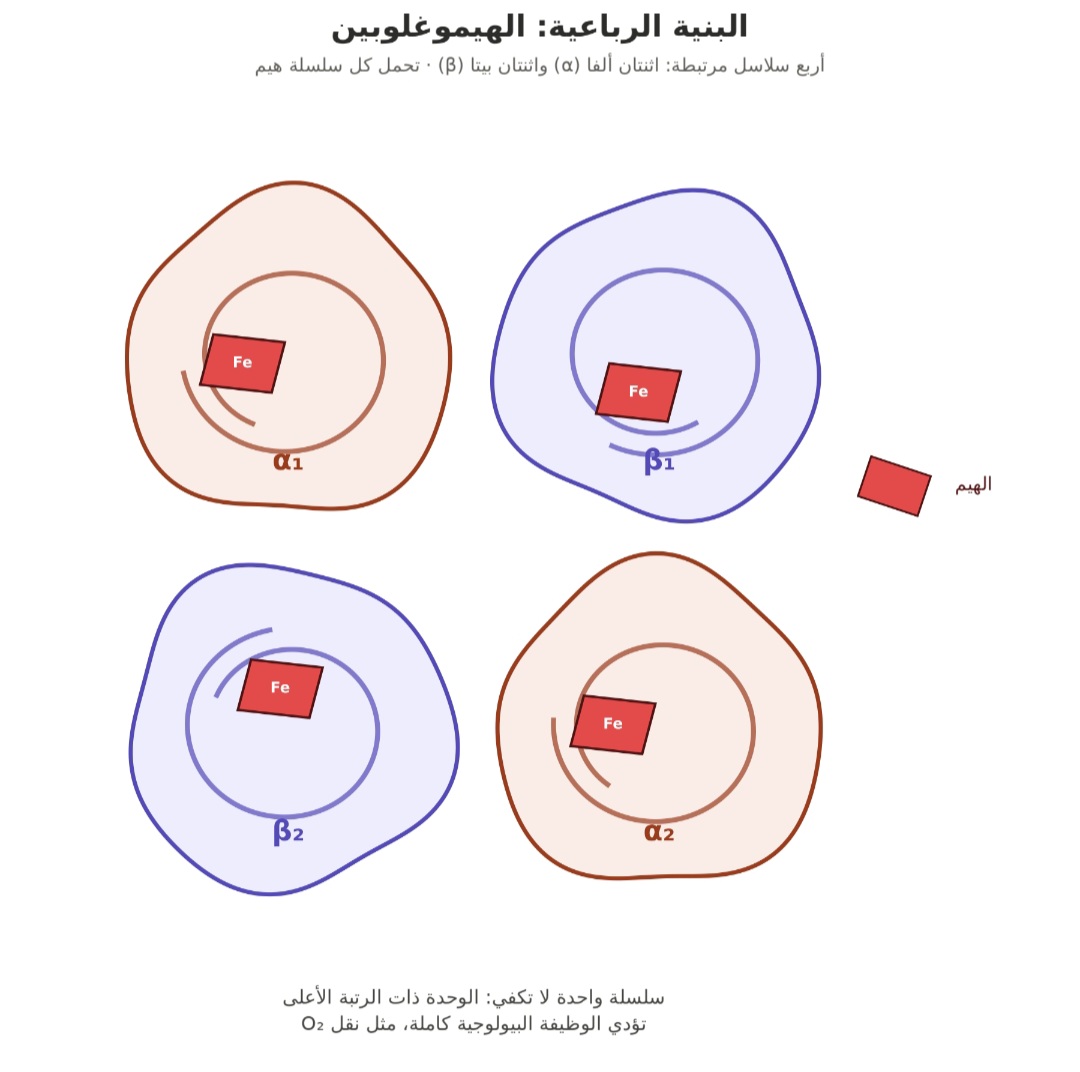 البنية الرباعية: الهيموغلوبين
أربع سلاسل مرتبطة: اثنتان ألفا (α) واثنتان بيتا (β) · تحمل كل سلسلة هيم
Fe
α₁
Fe
β₁
الهيم
Fe
β₂
Fe
α₂
سلسلة واحدة لا تكفي: الوحدة ذات الرتبة الأعلى
تؤدي الوظيفة البيولوجية كاملة، مثل نقل O₂